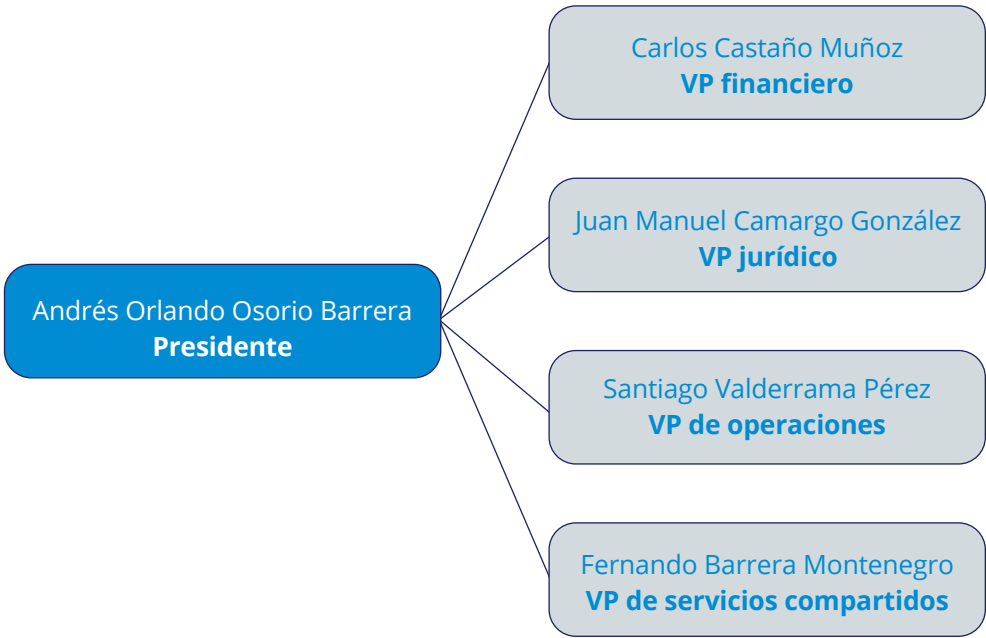 Carlos Castaño Muñoz
VP financiero
Juan Manuel Camargo González
VP jurídico
Andrés Orlando Osorio Barrera
Presidente
Santiago Valderrama Pérez
VP de operaciones
Fernando Barrera Montenegro
VP de servicios compartidos